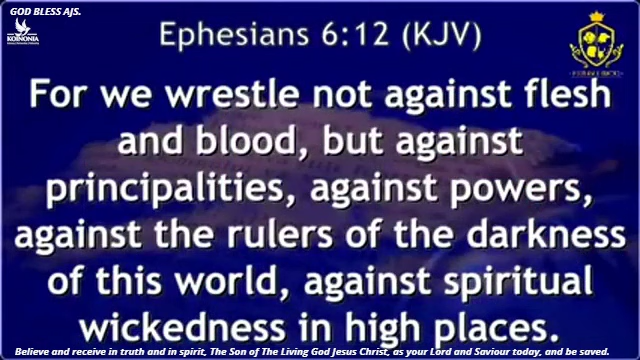 GOD BLESS AJS.
KOINONIA
Ephesians 6:12 (KJV)
For we wrestle not against flesh
and blood, but against
principalities, against powers,
against the rulers of the darkness
of this world, against spiritual
wickedness in high places.
Believe and receive in truth and in spirit, The Son of The Living God Jesus Christ, as your Lord and Saviour today, and be saved.